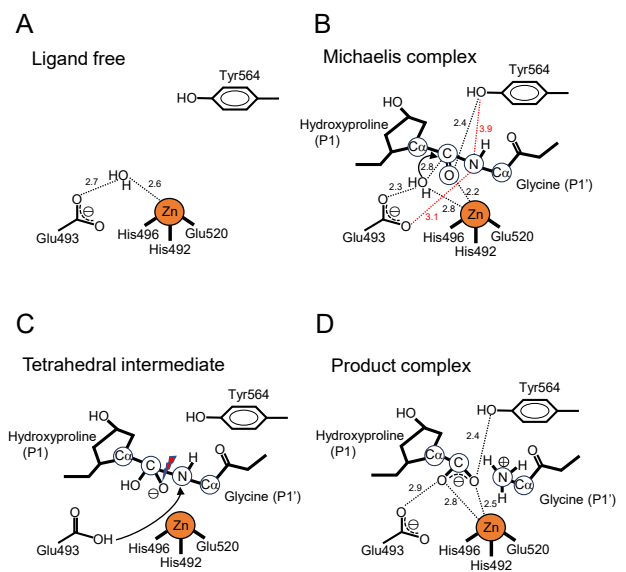 A
Ligand free
Tyr564
HO
HO
H
2.7
2.6
O
⊖
O
Zn
Glu493
His496
Glu520
His492
B
Michaelis complex
Tyr564
HO
HO
2.4
3.9
Hydroxyproline
(P1)
Cα
C
H
N
O
Cα
O
Glycine (P1’)
2.8
HO
H
2.3
2.2
2.8
3.1
O
⊖
O
Zn
Glu493
His496
Glu520
His492
C
Tetrahedral intermediate
Tyr564
HO
HO
Hydroxyproline
(P1)
Cα
C
H
N
HO
O
⊖
Cα
O
Glycine (P1’)
O
OH
Zn
Glu493
His496
Glu520
His492
D
Product complex
Tyr564
HO
HO
2.4
Hydroxyproline
(P1)
Cα
C
O
⊖
O
H
⊕
H
N
H
Cα
O
Glycine (P1’)
2.9
2.8
2.5
O
⊖
O
Zn
Glu493
His496
Glu520
His492